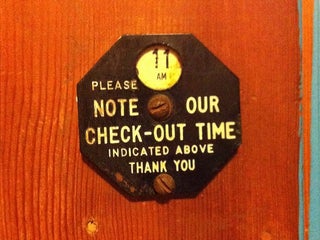 11
AM
PLEASE
NOTE OUR
CHECK-OUT TIME
INDICATED ABOVE
THANK YOU